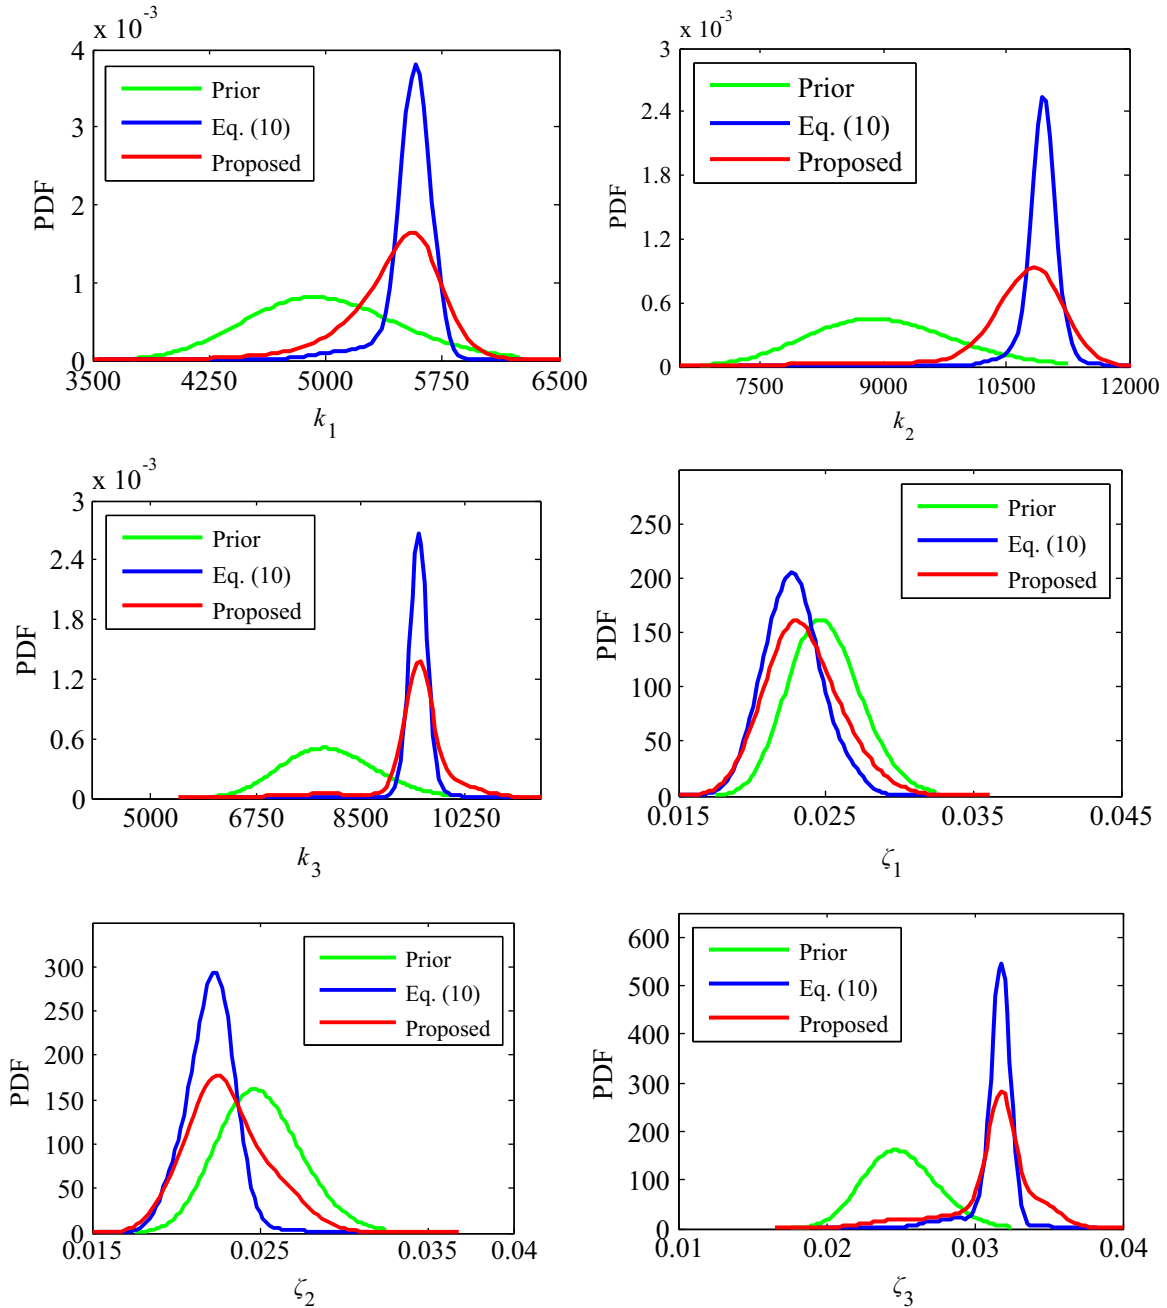 x 10⁻³
4
3
2
1
0
PDF
Prior
Eq. (10)
Proposed
3500 4250 5000 5750 6500
k₁
x 10⁻³
3
2.4
1.8
1.2
0.6
0
PDF
Prior
Eq. (10)
Proposed
7500 9000 10500 12000
k₂
x 10⁻³
3
2.4
1.8
1.2
0.6
0
PDF
Prior
Eq. (10)
Proposed
5000 6750 8500 10250
k₃
250
200
150
100
50
0
PDF
Prior
Eq. (10)
Proposed
0.015 0.025 0.035 0.045
ζ₁
300
250
200
150
100
50
0
PDF
Prior
Eq. (10)
Proposed
0.015 0.025 0.035 0.04
ζ₂
600
500
400
300
200
100
0
PDF
Prior
Eq. (10)
Proposed
0.01 0.02 0.03 0.04
ζ₃